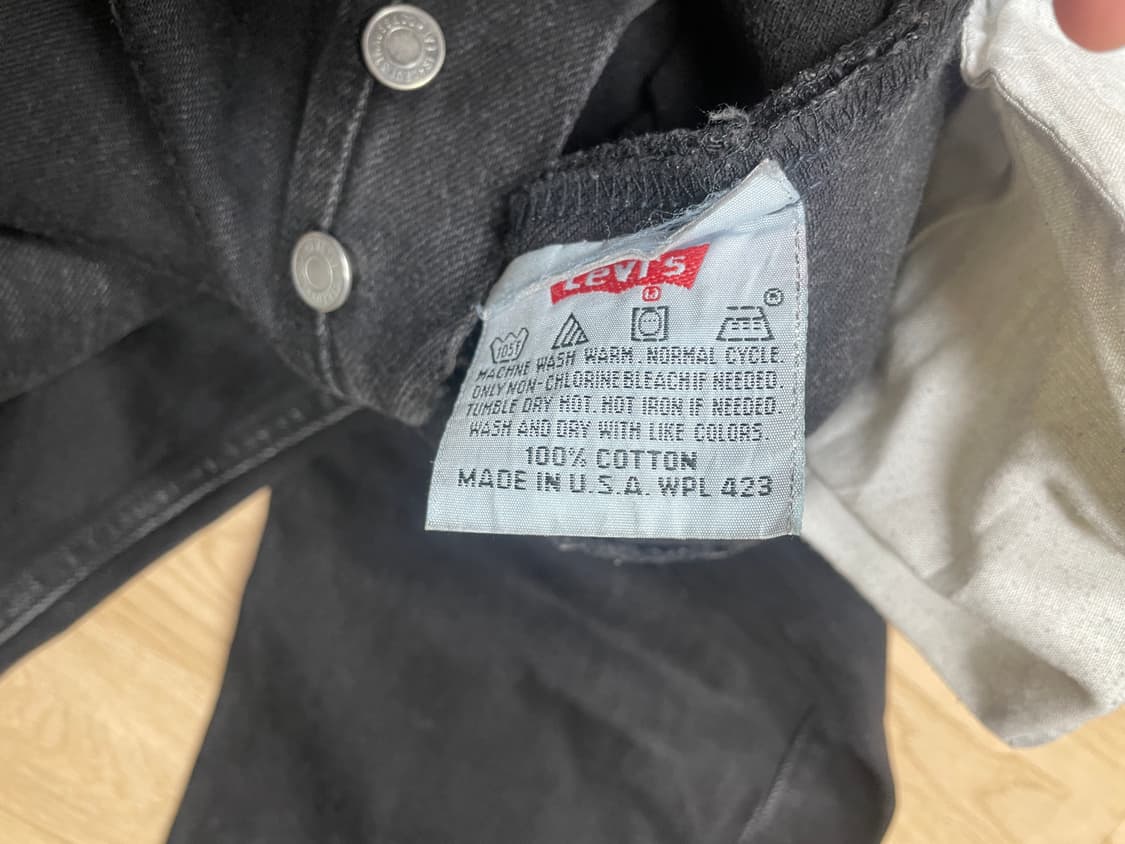 Levi's
105F
MACHINE WASH WARM. NORMAL CYCLE.
ONLY NON-CHLORINE BLEACH IF NEEDED.
TUMBLE DRY HOT. HOT IRON IF NEEDED.
WASH AND DRY WITH LIKE COLORS.
100% COTTON
MADE IN U.S.A. WPL 423